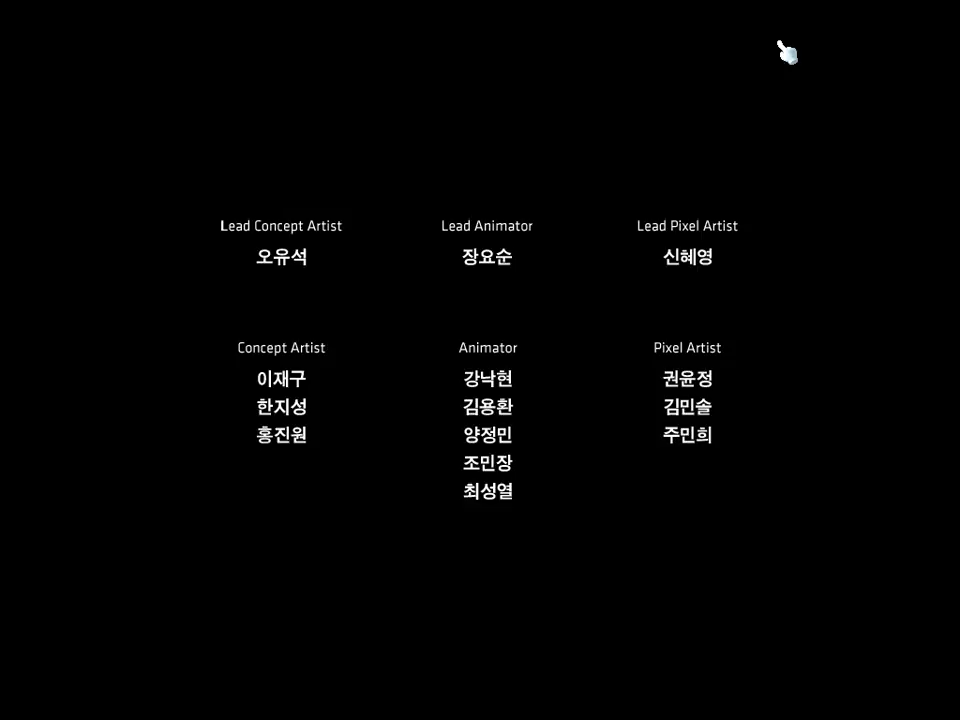 Lead Concept Artist
오유석
Lead Animator
장요순
Lead Pixel Artist
신혜영
Concept Artist
이재구
한지성
홍진원
Animator
강낙현
김용환
양정민
조민장
최성열
Pixel Artist
권윤정
김민솔
주민희